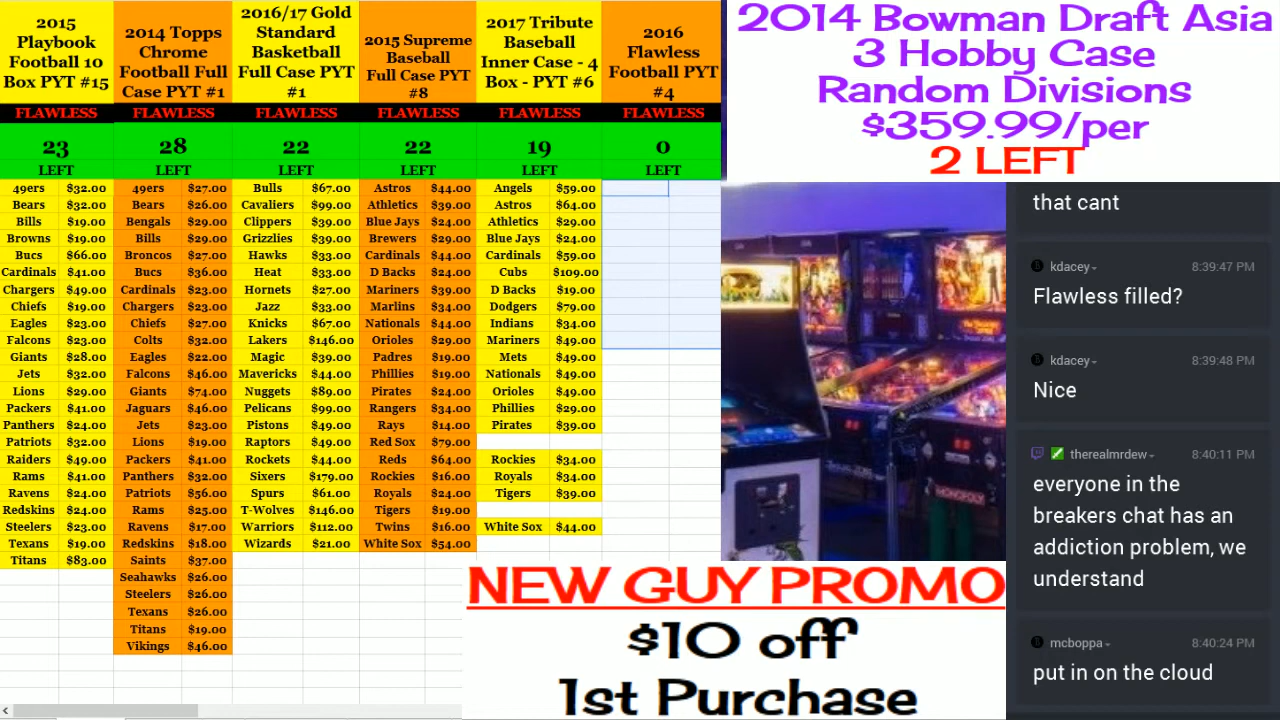 2015
Playbook
Football 10
Box PYT #15
FLAWLESS
23
LEFT
49ers $32.00
Bears $32.00
Bills $19.00
Browns $19.00
Bucs $66.00
Cardinals $41.00
Chargers $49.00
Chiefs $19.00
Eagles $23.00
Falcons $23.00
Giants $28.00
Jets $32.00
Lions $29.00
Packers $41.00
Panthers $24.00
Patriots $32.00
Raiders $49.00
Rams $41.00
Ravens $24.00
Redskins $24.00
Steelers $23.00
Texans $19.00
Titans $83.00
2014 Topps
Chrome
Football Full
Case PYT #1
FLAWLESS
28
LEFT
49ers $27.00
Bears $26.00
Bengals $29.00
Bills $29.00
Broncos $27.00
Bucs $36.00
Cardinals $23.00
Chargers $23.00
Chiefs $27.00
Colts $32.00
Eagles $22.00
Falcons $46.00
Giants $74.00
Jaguars $46.00
Jets $23.00
Lions $19.00
Packers $41.00
Panthers $32.00
Patriots $56.00
Rams $25.00
Ravens $17.00
Redskins $18.00
Saints $37.00
Seahawks $26.00
Steelers $26.00
Texans $26.00
Titans $19.00
Vikings $46.00
2016/17 Gold
Standard
Basketball
Full Case PYT
#1
FLAWLESS
22
LEFT
Bulls $67.00
Cavaliers $99.00
Clippers $39.00
Grizzlies $39.00
Hawks $33.00
Heat $33.00
Hornets $27.00
Jazz $33.00
Knicks $67.00
Lakers $146.00
Magic $39.00
Mavericks $44.00
Nuggets $89.00
Pelicans $99.00
Pistons $49.00
Raptors $49.00
Rockets $44.00
Sixers $179.00
Spurs $61.00
T-Wolves $146.00
Warriors $112.00
Wizards $21.00
2015 Supreme
Baseball
Full Case PYT
#8
FLAWLESS
22
LEFT
Astros $44.00
Athletics $39.00
Blue Jays $24.00
Brewers $29.00
Cardinals $44.00
D Backs $24.00
Mariners $39.00
Marlins $34.00
Nationals $44.00
Orioles $29.00
Padres $19.00
Phillies $19.00
Pirates $24.00
Rangers $34.00
Rays $14.00
Red Sox $79.00
Reds $64.00
Rockies $16.00
Royals $24.00
Tigers $19.00
Twins $16.00
White Sox $54.00
2017 Tribute
Baseball
Inner Case - 4
Box - PYT #6
FLAWLESS
19
LEFT
Angels $59.00
Astros $64.00
Athletics $29.00
Blue Jays $24.00
Cardinals $59.00
Cubs $109.00
D Backs $19.00
Dodgers $79.00
Indians $34.00
Mariners $49.00
Mets $49.00
Nationals $49.00
Orioles $49.00
Phillies $29.00
Pirates $39.00
Rockies $34.00
Royals $34.00
Tigers $39.00
White Sox $44.00
2016
Flawless
Football PYT
#4
FLAWLESS
0
LEFT
2014 Bowman Draft Asia
3 Hobby Case
Random Divisions
$359.99/per
2 LEFT
MONOPOLY
NEW GUY PROMO
$10 off
1st Purchase
that cant
kdacey 8:39:47 PM
Flawless filled?
kdacey 8:39:48 PM
Nice
therealmrdew 8:40:11 PM
everyone in the
breakers chat has an
addiction problem, we
understand
mcboppa 8:40:24 PM
put in on the cloud